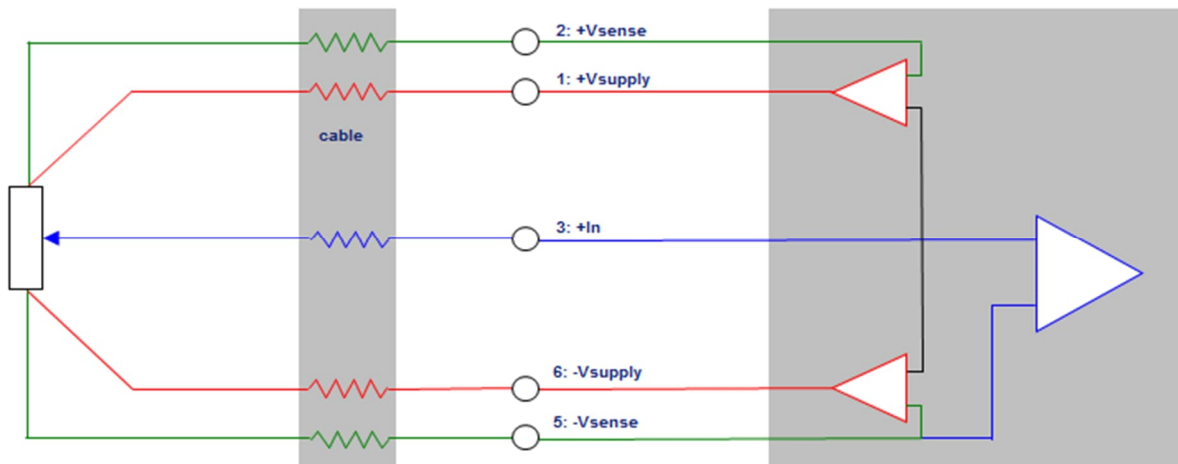 2: +Vsense
1: +Vsupply
cable
3: +In
6: -Vsupply
5: -Vsense